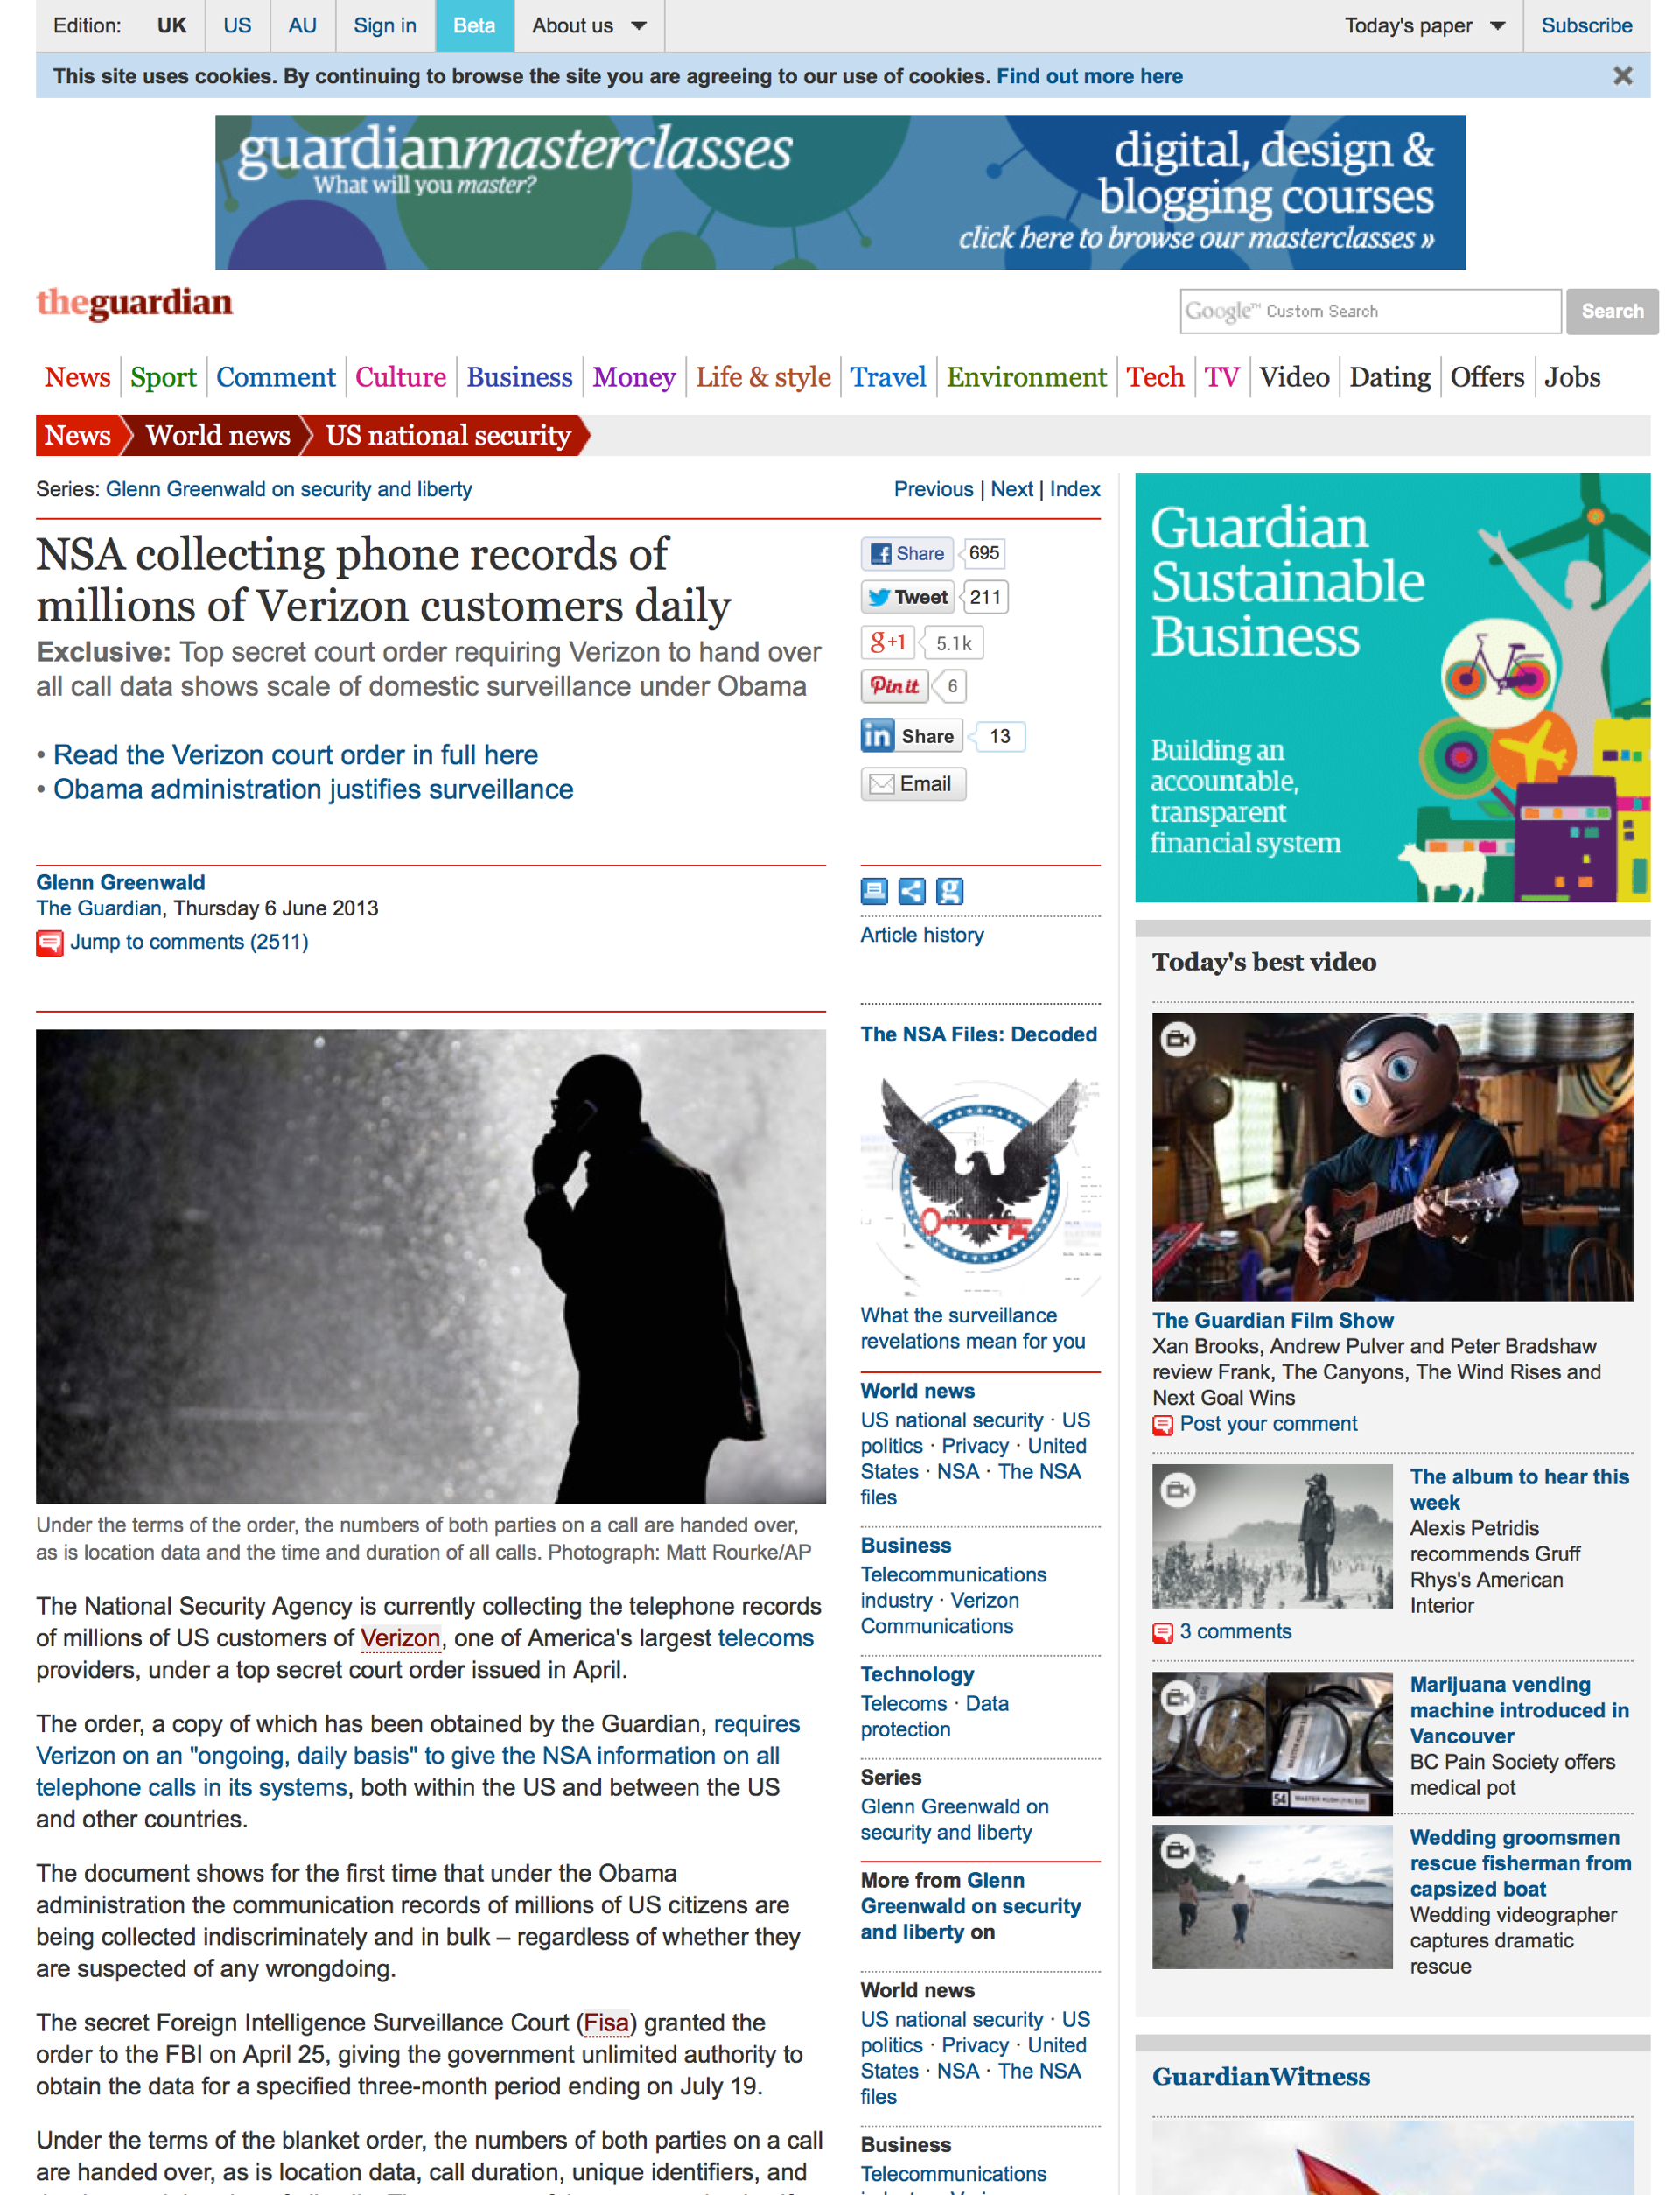 Edition: UK US AU Sign in Beta About us Today's paper Subscribe
This site uses cookies. By continuing to browse the site you are agreeing to our use of cookies. Find out more here
guardianmasterclasses
What will you master?
digital, design &
blogging courses
click here to browse our masterclasses »
theguardian
Google™ Custom Search Search
News Sport Comment Culture Business Money Life & style Travel Environment Tech TV Video Dating Offers Jobs
News World news US national security
Series: Glenn Greenwald on security and liberty
Previous | Next | Index
NSA collecting phone records of
millions of Verizon customers daily
Exclusive: Top secret court order requiring Verizon to hand over
all call data shows scale of domestic surveillance under Obama
• Read the Verizon court order in full here
• Obama administration justifies surveillance
Glenn Greenwald
The Guardian, Thursday 6 June 2013
Jump to comments (2511)
Under the terms of the order, the numbers of both parties on a call are handed over,
as is location data and the time and duration of all calls. Photograph: Matt Rourke/AP
The National Security Agency is currently collecting the telephone records
of millions of US customers of Verizon, one of America's largest telecoms
providers, under a top secret court order issued in April.
The order, a copy of which has been obtained by the Guardian, requires
Verizon on an "ongoing, daily basis" to give the NSA information on all
telephone calls in its systems, both within the US and between the US
and other countries.
The document shows for the first time that under the Obama
administration the communication records of millions of US citizens are
being collected indiscriminately and in bulk – regardless of whether they
are suspected of any wrongdoing.
The secret Foreign Intelligence Surveillance Court (Fisa) granted the
order to the FBI on April 25, giving the government unlimited authority to
obtain the data for a specified three-month period ending on July 19.
Under the terms of the blanket order, the numbers of both parties on a call
are handed over, as is location data, call duration, unique identifiers, and
Share 695
Tweet 211
g+1 5.1k
Pin it 6
in Share 13
Email
Article history
The NSA Files: Decoded
What the surveillance
revelations mean for you
World news
US national security · US
politics · Privacy · United
States · NSA · The NSA
files
Business
Telecommunications
industry · Verizon
Communications
Technology
Telecoms · Data
protection
Series
Glenn Greenwald on
security and liberty
More from Glenn
Greenwald on security
and liberty on
World news
US national security · US
politics · Privacy · United
States · NSA · The NSA
files
Business
Telecommunications
Guardian
Sustainable
Business
Building an
accountable,
transparent
financial system
Today's best video
The Guardian Film Show
Xan Brooks, Andrew Pulver and Peter Bradshaw
review Frank, The Canyons, The Wind Rises and
Next Goal Wins
Post your comment
The album to hear this
week
Alexis Petridis
recommends Gruff
Rhys's American
Interior
3 comments
54
Marijuana vending
machine introduced in
Vancouver
BC Pain Society offers
medical pot
Wedding groomsmen
rescue fisherman from
capsized boat
Wedding videographer
captures dramatic
rescue
GuardianWitness